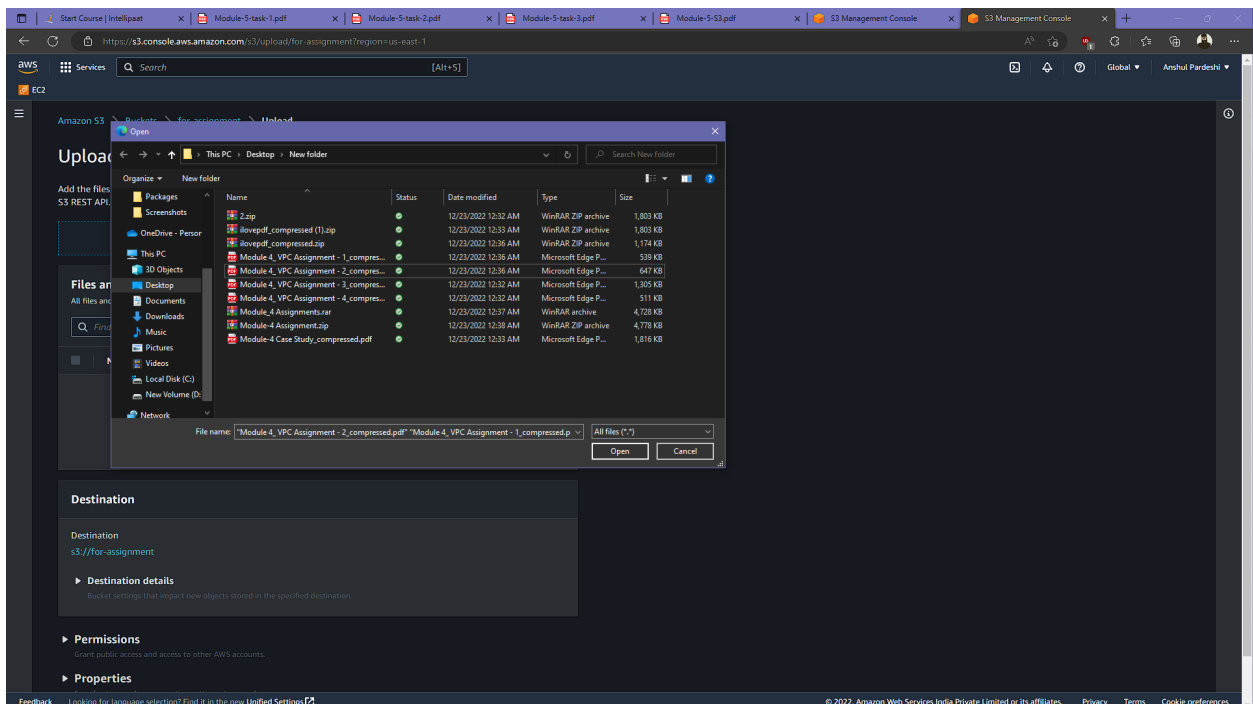 Start Course | Intellipaat
Module-5-task-1.pdf
Module-5-task-2.pdf
Module-5-task-3.pdf
Module-5-S3.pdf
S3 Management Console
S3 Management Console
https://s3.console.aws.amazon.com/s3/upload/for-assignment?region=us-east-1
aws
Services
Search
[Alt+S]
Global
Anshul Pardeshi
EC2
Amazon S3 > Buckets > for-assignment > Upload
Open
Upload
This PC > Desktop > New folder
Search New folder
Organize
New folder
Add the files
S3 REST API.
Packages
Screenshots
OneDrive - Person
This PC
3D Objects
Desktop
Documents
Downloads
Music
Pictures
Videos
Local Disk (C:)
New Volume (D:
Network
Name Status Date modified Type Size
2.zip 12/23/2022 12:32 AM WinRAR ZIP archive 1,803 KB
ilovepdf_compressed (1).zip 12/23/2022 12:33 AM WinRAR ZIP archive 1,803 KB
ilovepdf_compressed.zip 12/23/2022 12:36 AM WinRAR ZIP archive 1,174 KB
Module 4_ VPC Assignment - 1_compres... 12/23/2022 12:36 AM Microsoft Edge P... 539 KB
Module 4_ VPC Assignment - 2_compres... 12/23/2022 12:36 AM Microsoft Edge P... 647 KB
Module 4_ VPC Assignment - 3_compres... 12/23/2022 12:32 AM Microsoft Edge P... 1,305 KB
Module 4_ VPC Assignment - 4_compres... 12/23/2022 12:32 AM Microsoft Edge P... 511 KB
Module_4 Assignments.rar 12/23/2022 12:37 AM WinRAR archive 4,728 KB
Module-4 Assignment.zip 12/23/2022 12:38 AM WinRAR ZIP archive 4,778 KB
Module-4 Case Study_compressed.pdf 12/23/2022 12:33 AM Microsoft Edge P... 1,816 KB
Files an
All files and
Find
N
File name: "Module 4_ VPC Assignment - 2_compressed.pdf" "Module 4_ VPC Assignment - 1_compressed.p
All files (*.*)
Open
Cancel
Destination
Destination
s3://for-assignment
Destination details
Bucket settings that impact new objects stored in the specified destination.
Permissions
Grant public access and access to other AWS accounts.
Properties
Feedback
Looking for language selection? Find it in the new Unified Settings
© 2022, Amazon Web Services India Private Limited or its affiliates.
Privacy
Terms
Cookie preferences